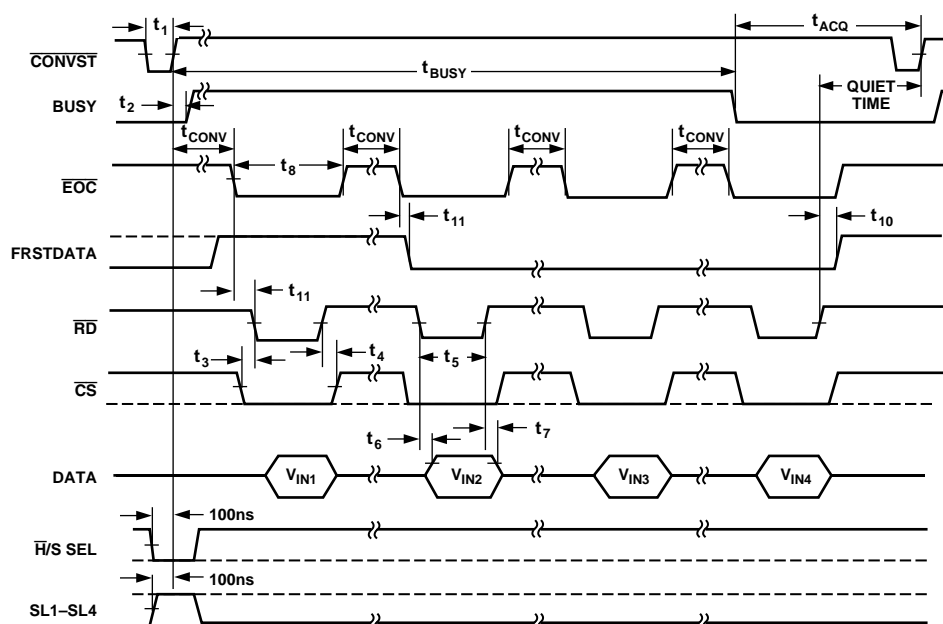 t1
tACQ
CONVST
tBUSY
t2
QUIET
TIME
BUSY
tCONV
tCONV
tCONV
tCONV
t8
EOC
t11
t10
FRSTDATA
t11
RD
t3
t4
t5
CS
t6
t7
DATA
VIN1
VIN2
VIN3
VIN4
100ns
H/S SEL
100ns
SL1–SL4